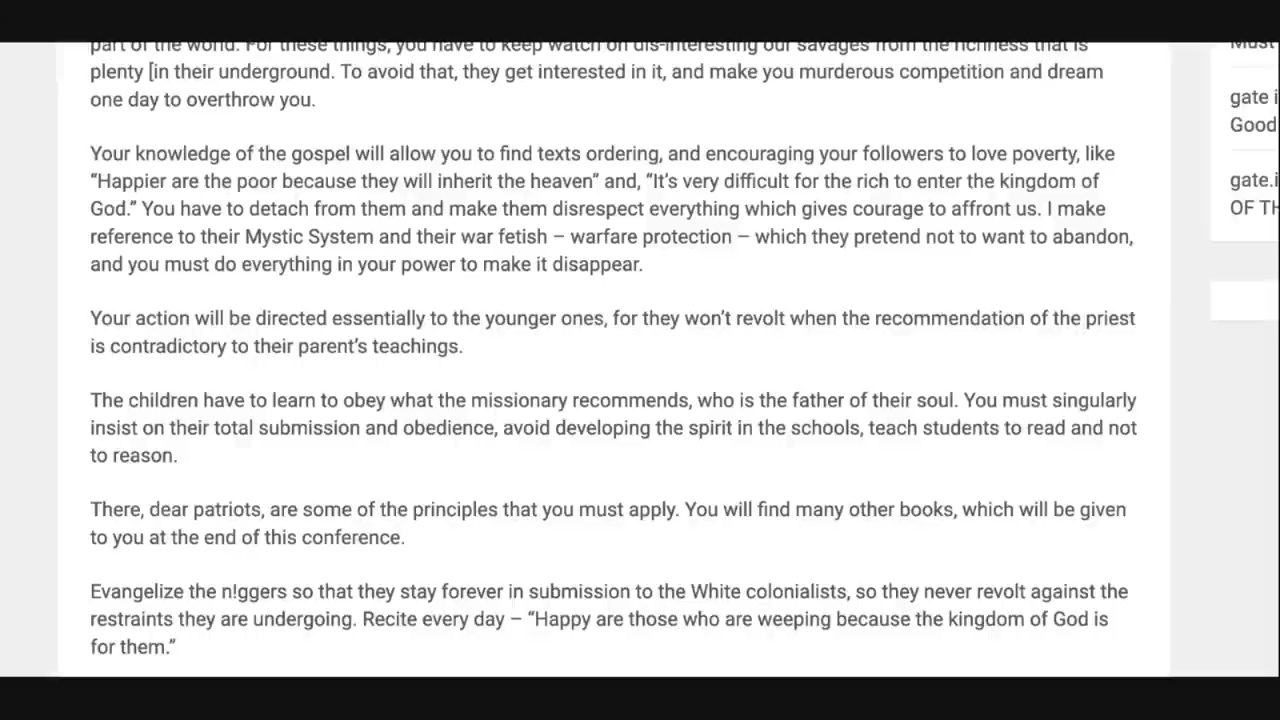 part of the world. For these things, you have to keep watch on dis-interesting our savages from the richness that is
plenty [in their underground. To avoid that, they get interested in it, and make you murderous competition and dream
one day to overthrow you.
Your knowledge of the gospel will allow you to find texts ordering, and encouraging your followers to love poverty, like
“Happier are the poor because they will inherit the heaven” and, “It’s very difficult for the rich to enter the kingdom of
God.” You have to detach from them and make them disrespect everything which gives courage to affront us. I make
reference to their Mystic System and their war fetish – warfare protection – which they pretend not to want to abandon,
and you must do everything in your power to make it disappear.
Your action will be directed essentially to the younger ones, for they won’t revolt when the recommendation of the priest
is contradictory to their parent’s teachings.
The children have to learn to obey what the missionary recommends, who is the father of their soul. You must singularly
insist on their total submission and obedience, avoid developing the spirit in the schools, teach students to read and not
to reason.
There, dear patriots, are some of the principles that you must apply. You will find many other books, which will be given
to you at the end of this conference.
Evangelize the n!ggers so that they stay forever in submission to the White colonialists, so they never revolt against the
restraints they are undergoing. Recite every day – “Happy are those who are weeping because the kingdom of God is
for them.”
Must
gate i
Good
gate.i
OF TH